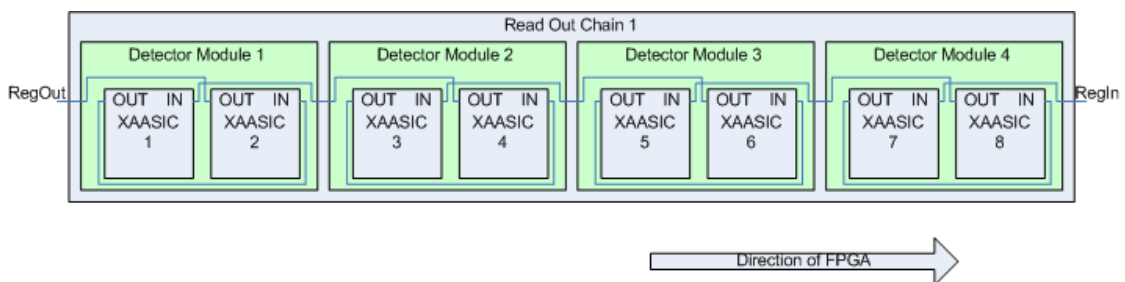 Read Out Chain 1
Detector Module 1 Detector Module 2 Detector Module 3 Detector Module 4
RegOut RegIn
OUT IN OUT IN OUT IN OUT IN OUT IN OUT IN OUT IN OUT IN
XAASIC XAASIC XAASIC XAASIC XAASIC XAASIC XAASIC XAASIC
1 2 3 4 5 6 7 8
Direction of FPGA